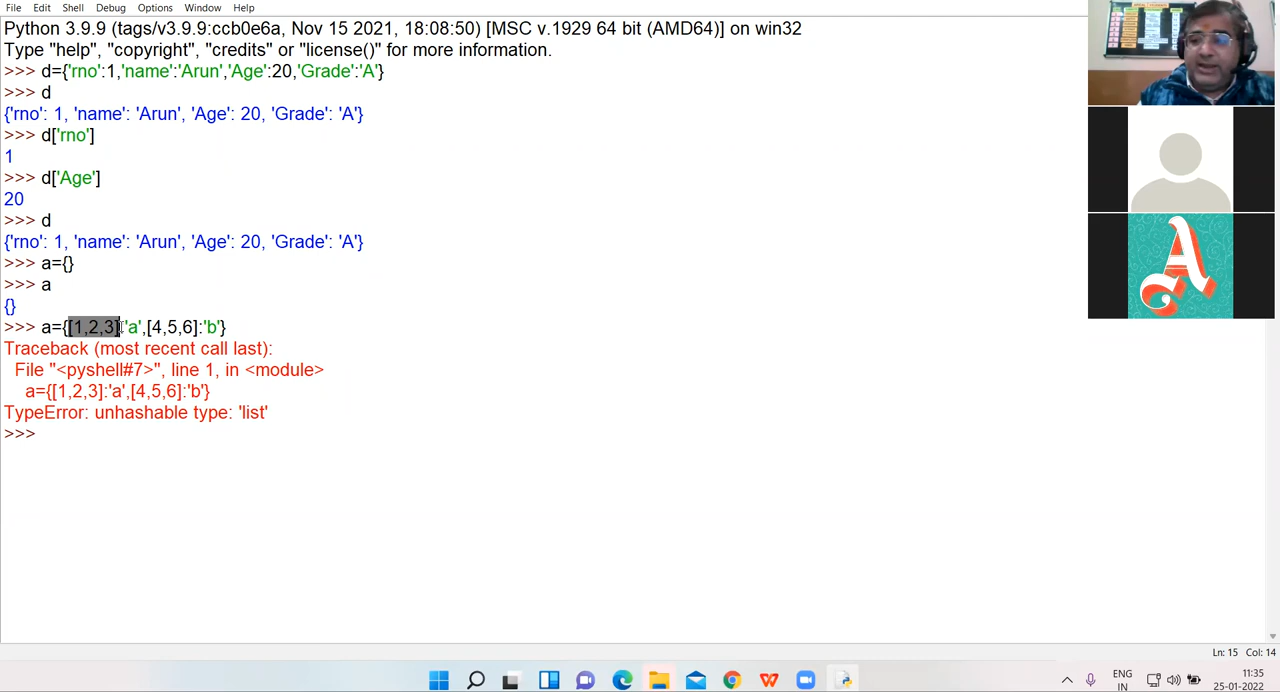 File Edit Shell Debug Options Window Help
Python 3.9.9 (tags/v3.9.9:ccb0e6a, Nov 15 2021, 18:08:50) [MSC v.1929 64 bit (AMD64)] on win32
Type "help", "copyright", "credits" or "license()" for more information.
>>> d={'rno':1,'name':'Arun','Age':20,'Grade':'A'}
>>> d
{'rno': 1, 'name': 'Arun', 'Age': 20, 'Grade': 'A'}
>>> d['rno']
1
>>> d['Age']
20
>>> d
{'rno': 1, 'name': 'Arun', 'Age': 20, 'Grade': 'A'}
>>> a={}
>>> a
{}
>>> a={[1,2,3]:'a',[4,5,6]:'b'}
Traceback (most recent call last):
File "<pyshell#7>", line 1, in <module>
a={[1,2,3]:'a',[4,5,6]:'b'}
TypeError: unhashable type: 'list'
>>>
A
Ln: 15 Col: 14
ENG
IN
11:35
25-01-2022